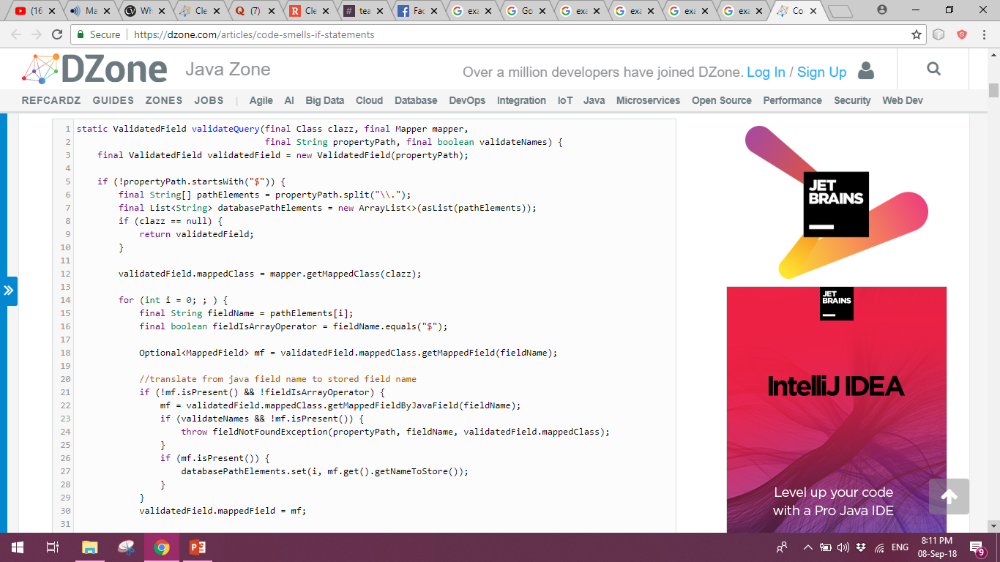 (16
Ma
Wh
Cle
(7)
Cle
tea
Fac
exa
Go
exa
exa
exa
exa
Co
Secure
https://dzone.com/articles/code-smells-if-statements
DZone
Java Zone
Over a million developers have joined DZone. Log In / Sign Up
REFCARDZ GUIDES ZONES JOBS | Agile AI Big Data Cloud Database DevOps Integration IoT Java Microservices Open Source Performance Security Web Dev
1 static ValidatedField validateQuery(final Class clazz, final Mapper mapper,
2 final String propertyPath, final boolean validateNames) {
3 final ValidatedField validatedField = new ValidatedField(propertyPath);
4
5 if (!propertyPath.startsWith("$")) {
6 final String[] pathElements = propertyPath.split("\\.");
7 final List<String> databasePathElements = new ArrayList<>(asList(pathElements));
8 if (clazz == null) {
9 return validatedField;
10 }
11
12 validatedField.mappedClass = mapper.getMappedClass(clazz);
13
14 for (int i = 0; ; ) {
15 final String fieldName = pathElements[i];
16 final boolean fieldIsArrayOperator = fieldName.equals("$");
17
18 Optional<MappedField> mf = validatedField.mappedClass.getMappedField(fieldName);
19
20 //translate from java field name to stored field name
21 if (!mf.isPresent() && !fieldIsArrayOperator) {
22 mf = validatedField.mappedClass.getMappedFieldByJavaField(fieldName);
23 if (validateNames && !mf.isPresent()) {
24 throw fieldNotFoundException(propertyPath, fieldName, validatedField.mappedClass);
25 }
26 if (mf.isPresent()) {
27 databasePathElements.set(i, mf.get().getNameToStore());
28 }
29 }
30 validatedField.mappedField = mf;
31
JET
BRAINS
JET
BRAINS
IntelliJ IDEA
Level up your code
with a Pro Java IDE
ENG
8:11 PM
08-Sep-18
9